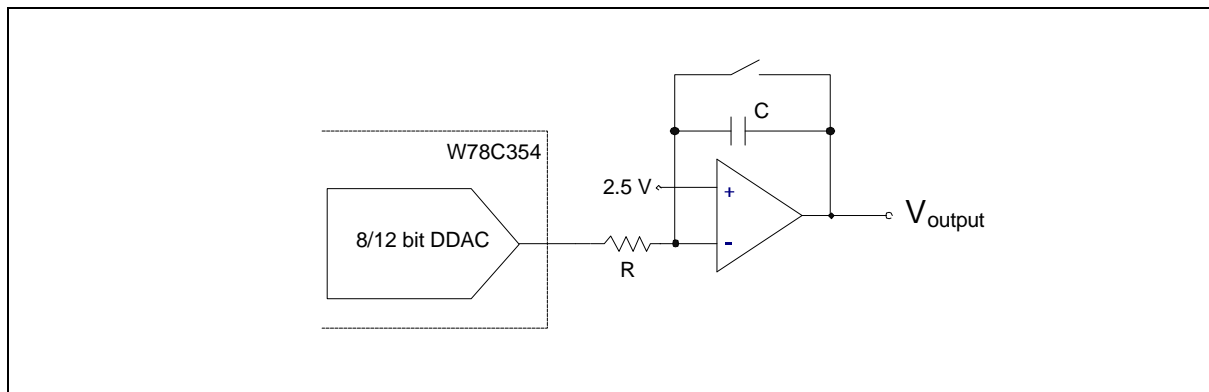 C
W78C354
2.5 V
+
8/12 bit DDAC
-
R
Voutput